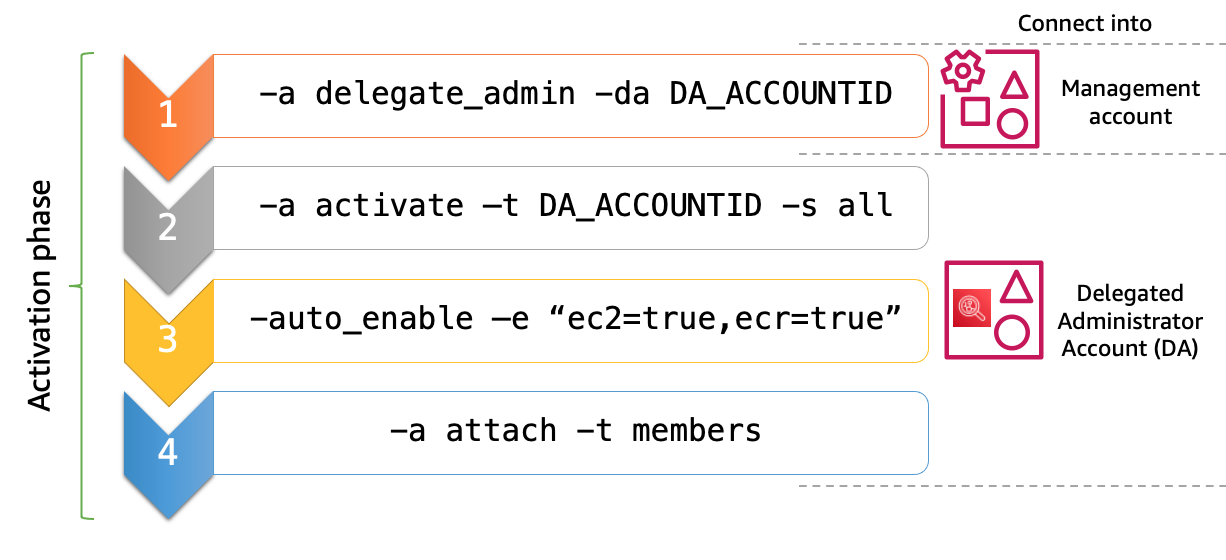 Connect into
Activation phase
1
–a delegate_admin –da DA_ACCOUNTID
Management
account
2
–a activate –t DA_ACCOUNTID –s all
3
–auto_enable –e “ec2=true,ecr=true”
Delegated
Administrator
Account (DA)
4
–a attach –t members